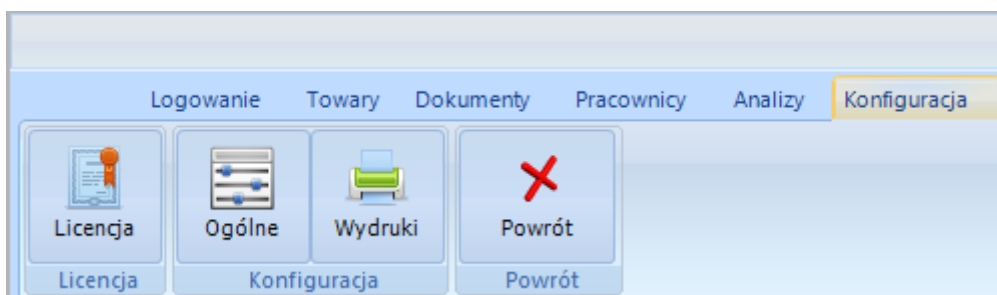 Logowanie Towary Dokumenty Pracownicy Analizy Konfiguracja
Licencja Ogólne Wydruki Powrót
Licencja Konfiguracja Powrót